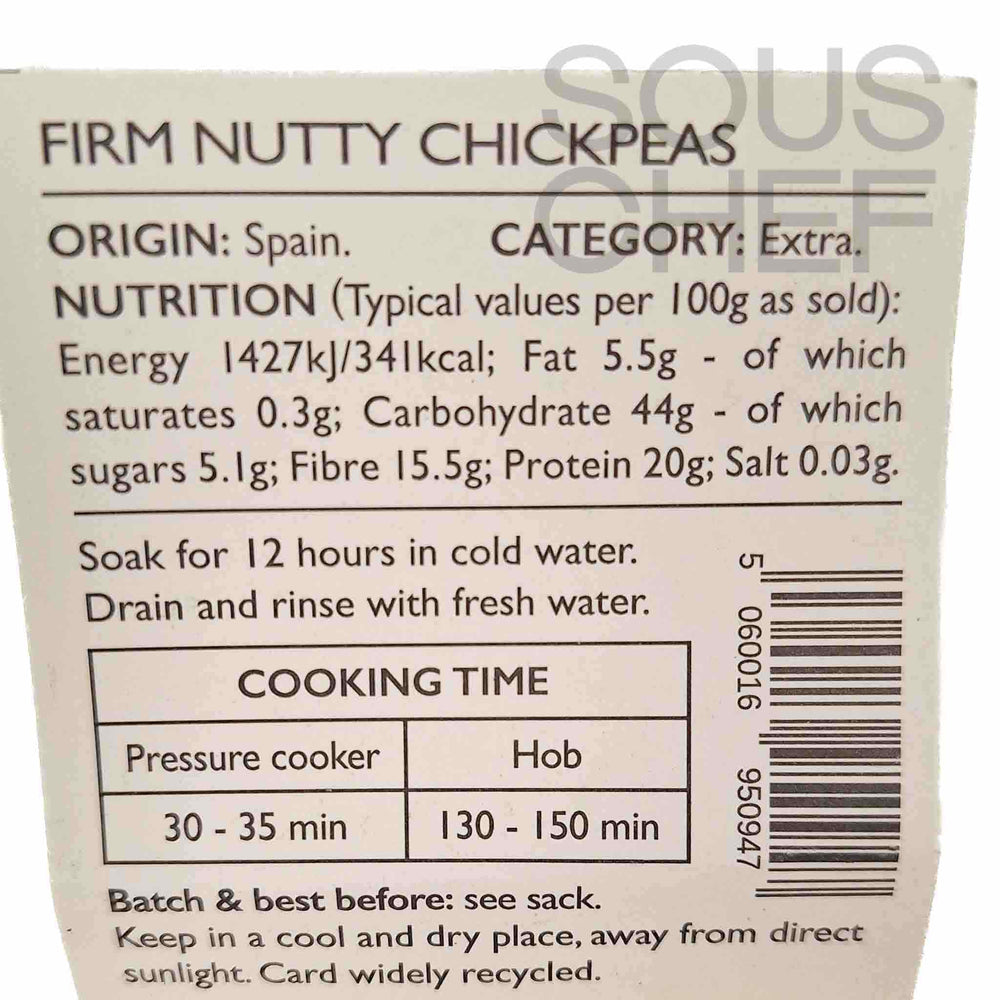 SOUS
CHEF
FIRM NUTTY CHICKPEAS
ORIGIN: Spain. CATEGORY: Extra.
NUTRITION (Typical values per 100g as sold):
Energy 1427kJ/341kcal; Fat 5.5g - of which
saturates 0.3g; Carbohydrate 44g - of which
sugars 5.1g; Fibre 15.5g; Protein 20g; Salt 0.03g.
Soak for 12 hours in cold water.
Drain and rinse with fresh water.
COOKING TIME
Pressure cooker Hob
30 - 35 min 130 - 150 min
5 060016 950947
Batch & best before: see sack.
Keep in a cool and dry place, away from direct
sunlight. Card widely recycled.